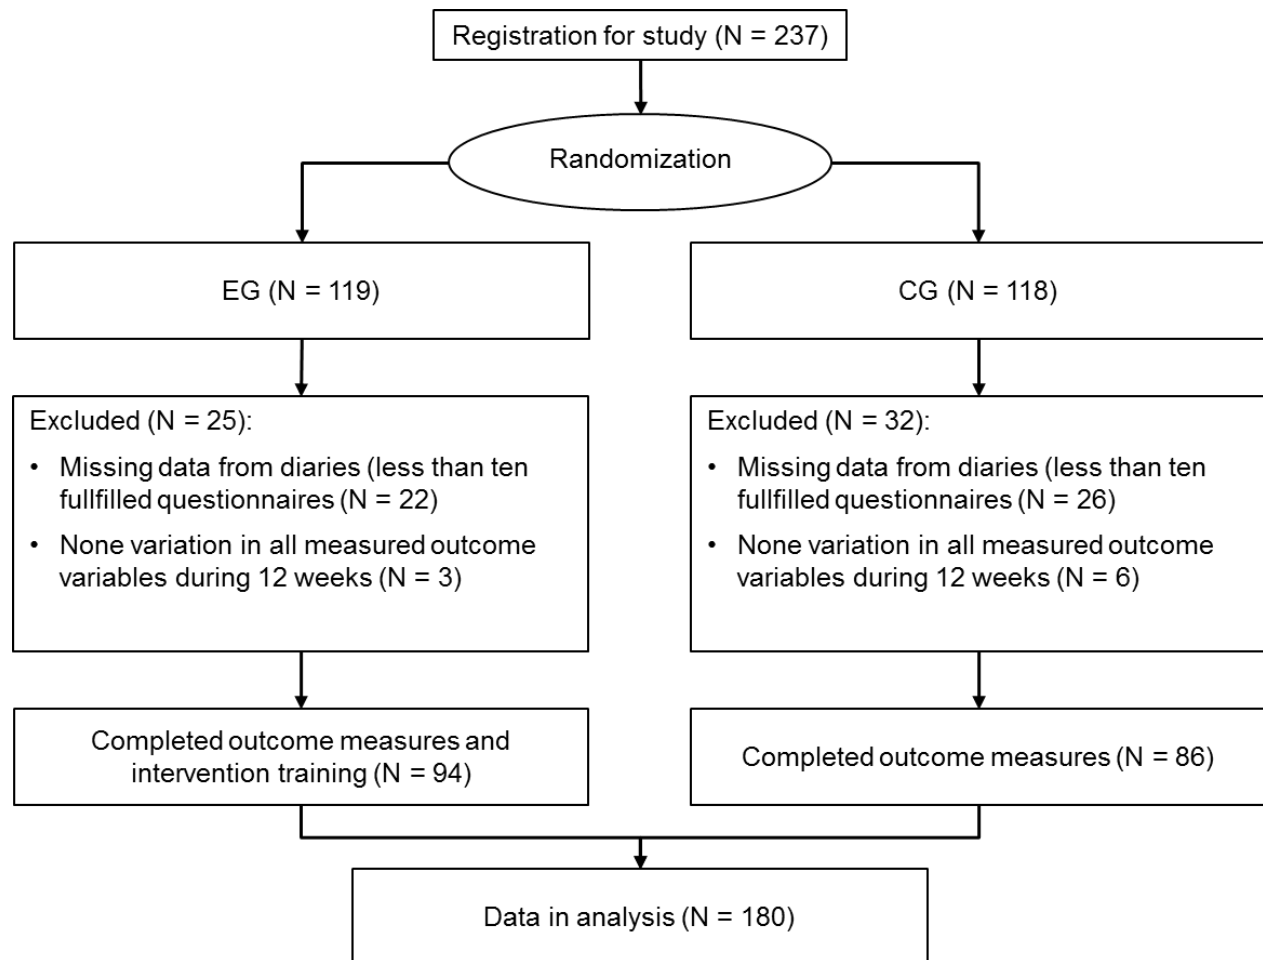 Registration for study (N = 237)
Randomization
EG (N = 119)
CG (N = 118)
Excluded (N = 25):
• Missing data from diaries (less than ten
fullfilled questionnaires (N = 22)
• None variation in all measured outcome
variables during 12 weeks (N = 3)
Excluded (N = 32):
• Missing data from diaries (less than ten
fullfilled questionnaires (N = 26)
• None variation in all measured outcome
variables during 12 weeks (N = 6)
Completed outcome measures and
intervention training (N = 94)
Completed outcome measures (N = 86)
Data in analysis (N = 180)